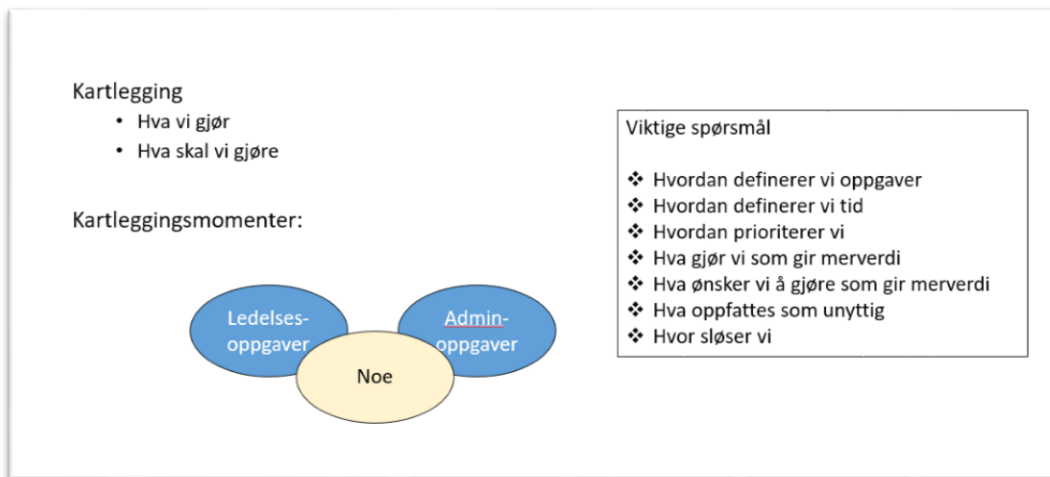 Kartlegging
• Hva vi gjør
• Hva skal vi gjøre
Kartleggingsmomenter:
Ledelses-
oppgaver
Admin-
oppgaver
Noe
Viktige spørsmål
❖ Hvordan definerer vi oppgaver
❖ Hvordan definerer vi tid
❖ Hvordan prioriterer vi
❖ Hva gjør vi som gir merverdi
❖ Hva ønsker vi å gjøre som gir merverdi
❖ Hva oppfattes som unyttig
❖ Hvor sløser vi